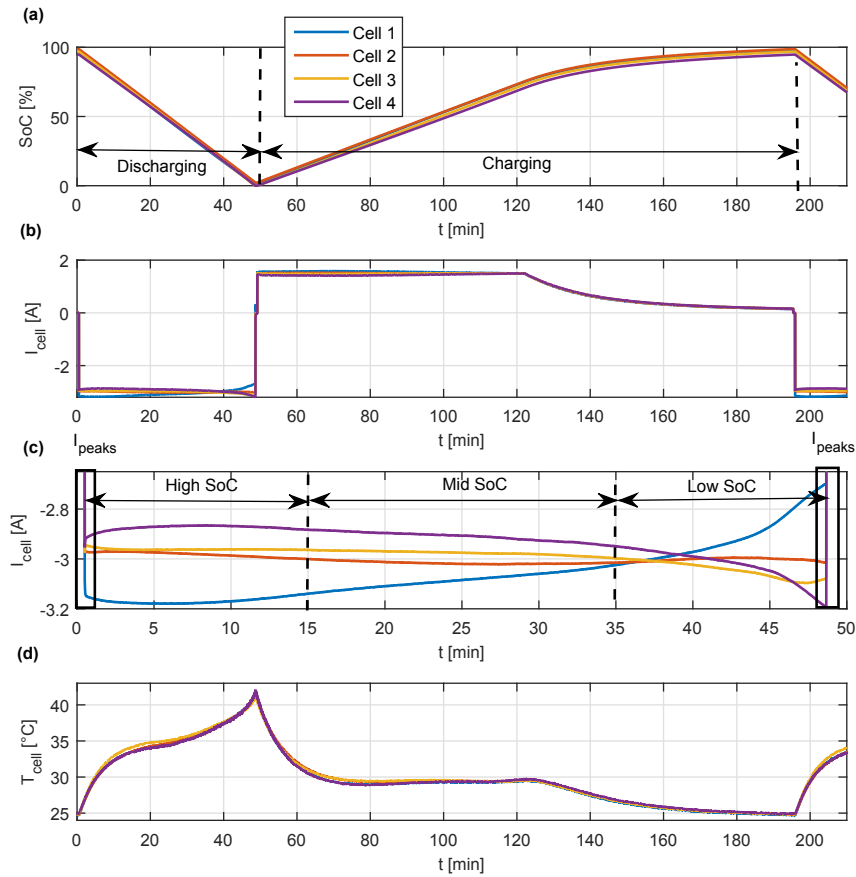 (a)
100
50
0
SoC [%]
Cell 1
Cell 2
Cell 3
Cell 4
Discharging
Charging
0 20 40 60 80 100 120 140 160 180 200
t [min]
(b)
2
0
-2
I_cell [A]
0 20 40 60 80 100 120 140 160 180 200
t [min]
I_peaks
I_peaks
(c)
-2.8
-3
-3.2
I_cell [A]
High SoC
Mid SoC
Low SoC
0 5 10 15 20 25 30 35 40 45 50
t [min]
(d)
40
35
30
25
T_cell [°C]
0 20 40 60 80 100 120 140 160 180 200
t [min]